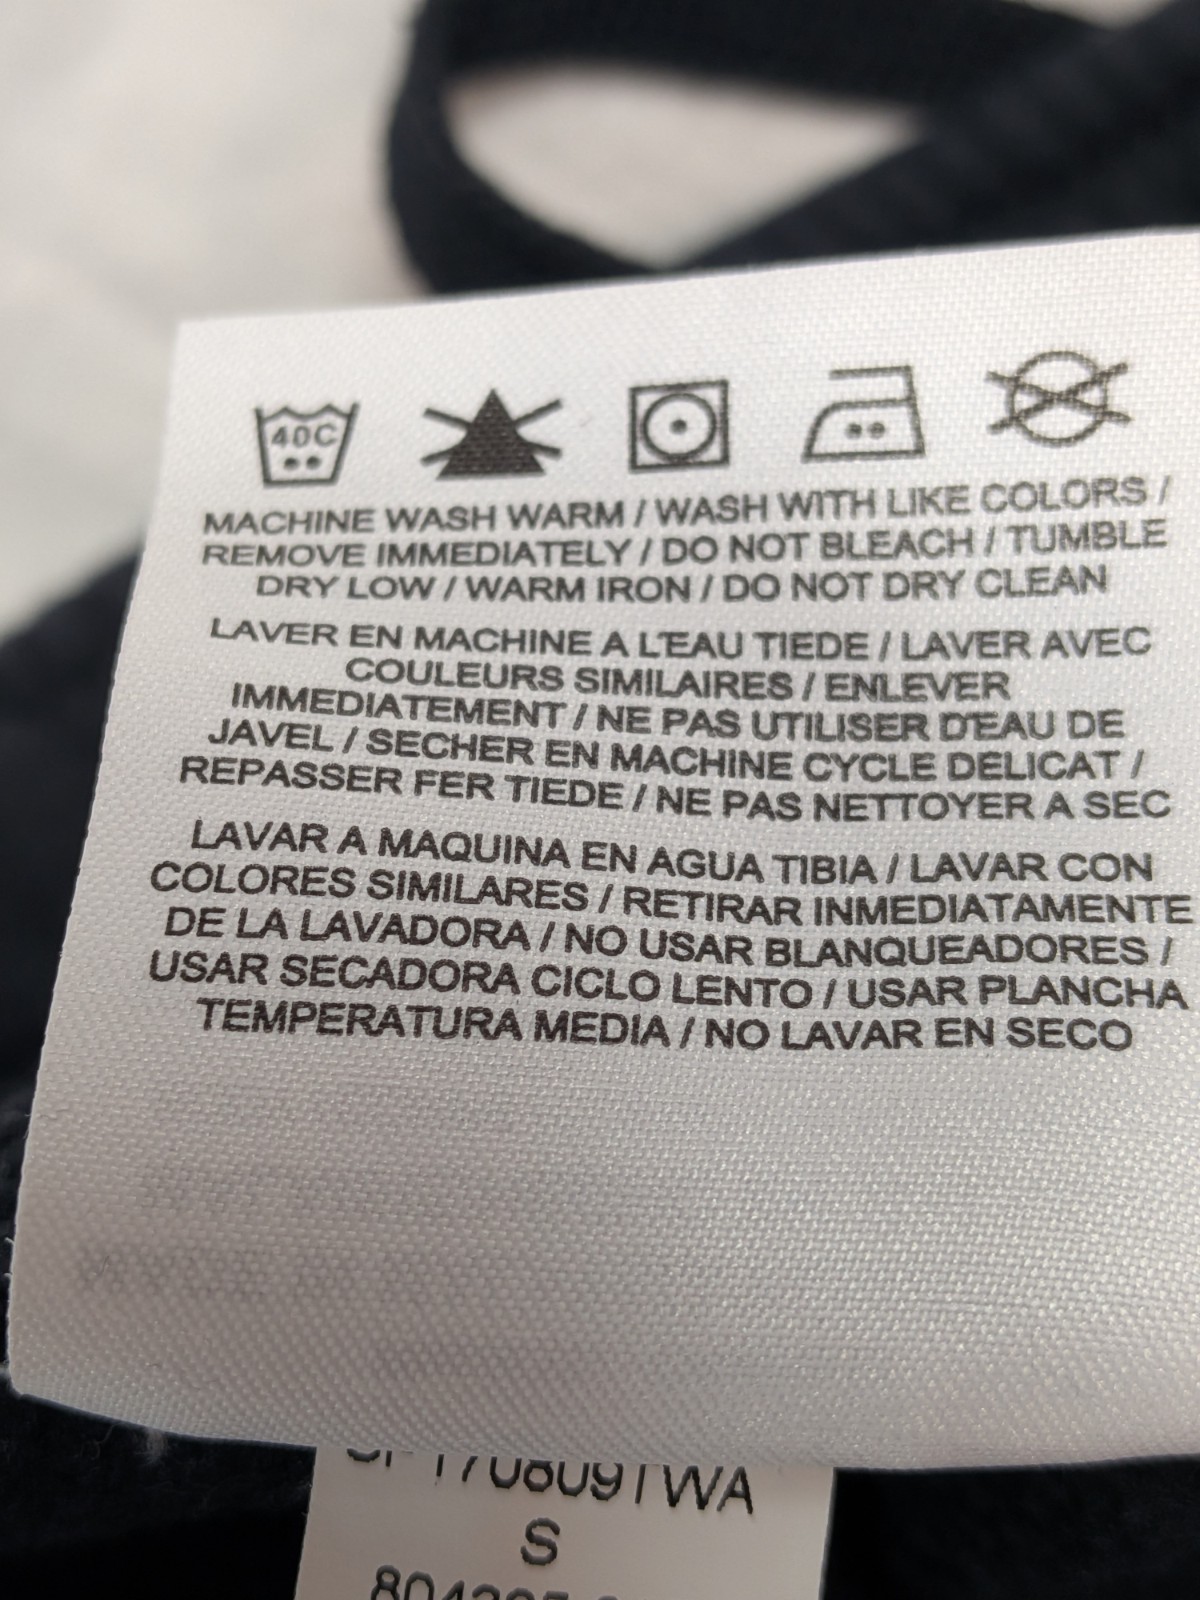 40C
MACHINE WASH WARM / WASH WITH LIKE COLORS /
REMOVE IMMEDIATELY / DO NOT BLEACH / TUMBLE
DRY LOW / WARM IRON / DO NOT DRY CLEAN
LAVER EN MACHINE A L'EAU TIEDE / LAVER AVEC
COULEURS SIMILAIRES / ENLEVER
IMMEDIATEMENT / NE PAS UTILISER D'EAU DE
JAVEL / SECHER EN MACHINE CYCLE DELICAT /
REPASSER FER TIEDE / NE PAS NETTOYER A SEC
LAVAR A MAQUINA EN AGUA TIBIA / LAVAR CON
COLORES SIMILARES / RETIRAR INMEDIATAMENTE
DE LA LAVADORA / NO USAR BLANQUEADORES /
USAR SECADORA CICLO LENTO / USAR PLANCHA
TEMPERATURA MEDIA / NO LAVAR EN SECO
S